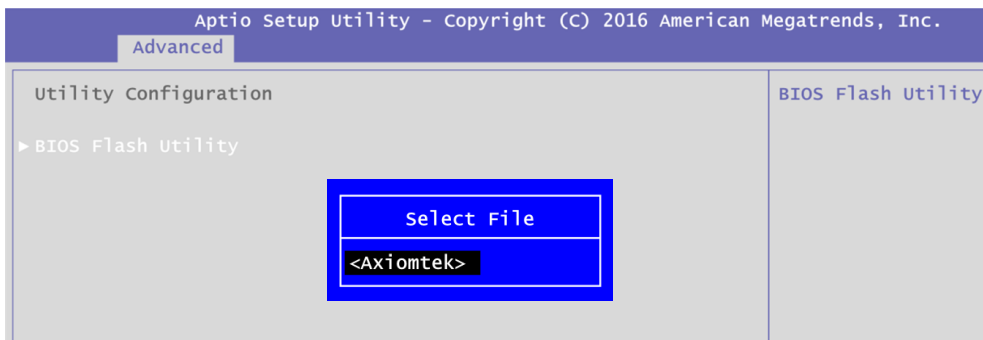 Aptio Setup Utility - Copyright (C) 2016 American Megatrends, Inc.
Advanced
Utility Configuration
BIOS Flash Utility
▶ BIOS Flash Utility
Select File
<Axiomtek>